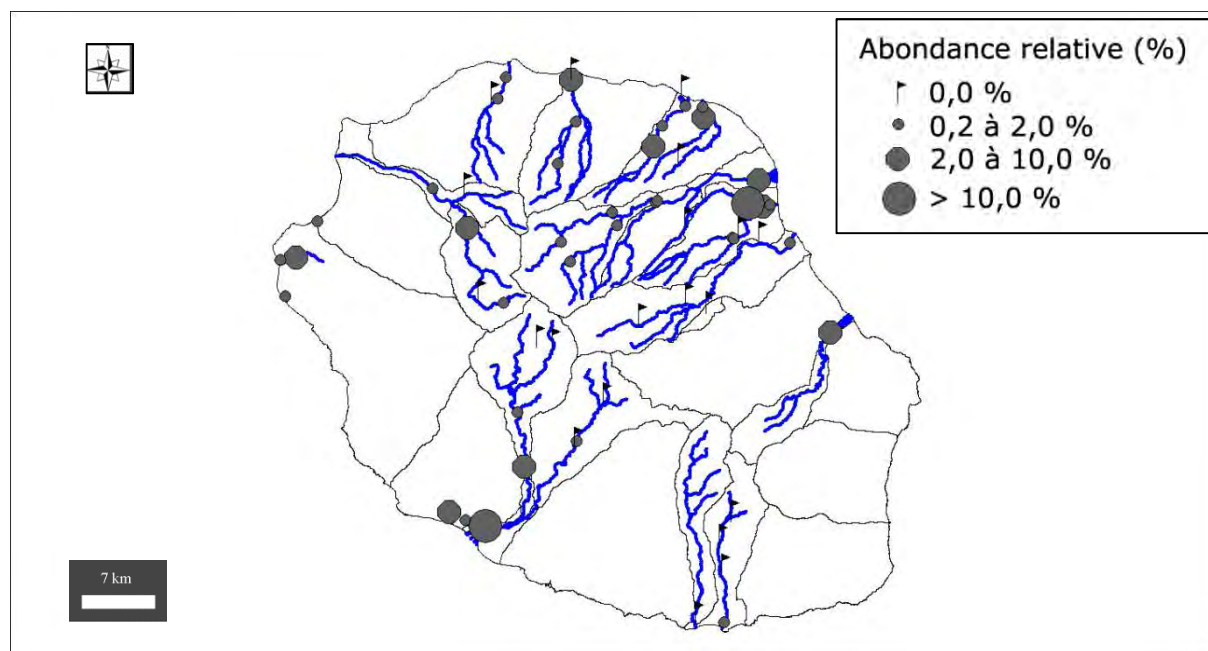 Abondance relative (%)
0,0 %
0,2 à 2,0 %
2,0 à 10,0 %
> 10,0 %
7 km